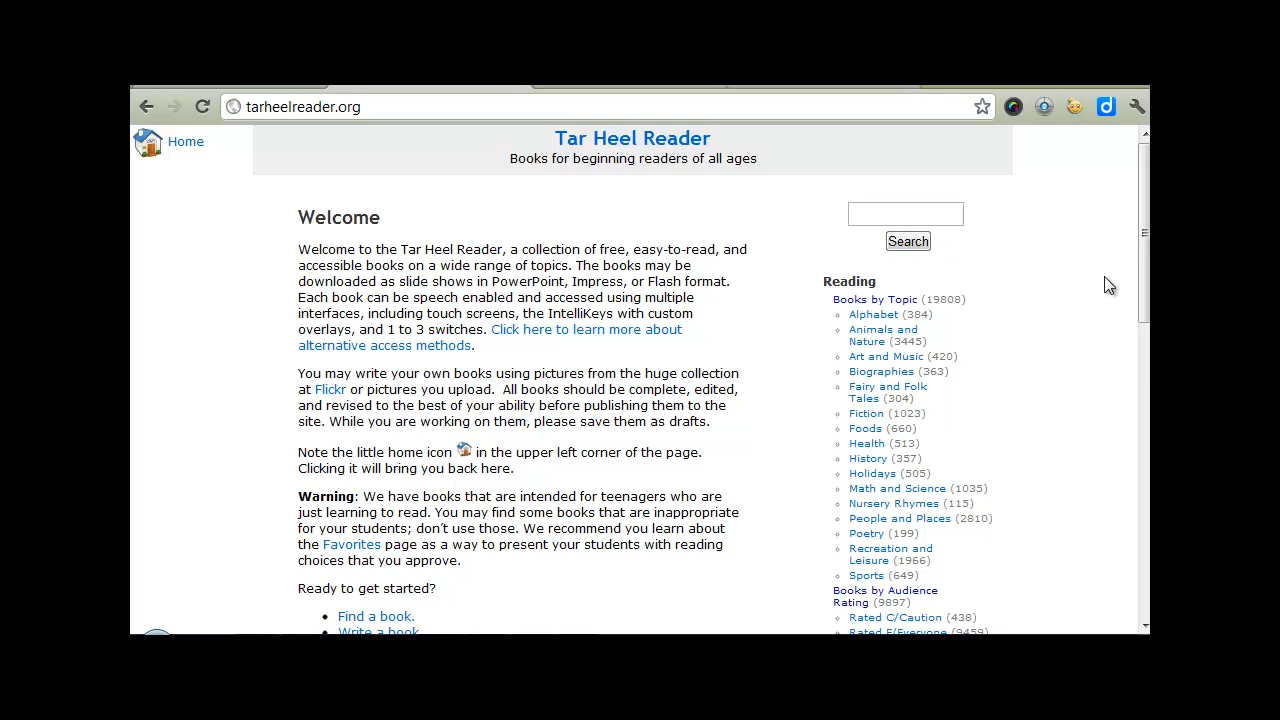 tarheelreader.org
Home
Tar Heel Reader
Books for beginning readers of all ages
Welcome
Welcome to the Tar Heel Reader, a collection of free, easy-to-read, and
accessible books on a wide range of topics. The books may be
downloaded as slide shows in PowerPoint, Impress, or Flash format.
Each book can be speech enabled and accessed using multiple
interfaces, including touch screens, the IntelliKeys with custom
overlays, and 1 to 3 switches. Click here to learn more about
alternative access methods.
You may write your own books using pictures from the huge collection
at Flickr or pictures you upload. All books should be complete, edited,
and revised to the best of your ability before publishing them to the
site. While you are working on them, please save them as drafts.
Note the little home icon in the upper left corner of the page.
Clicking it will bring you back here.
Warning: We have books that are intended for teenagers who are
just learning to read. You may find some books that are inappropriate
for your students; don't use those. We recommend you learn about
the Favorites page as a way to present your students with reading
choices that you approve.
Ready to get started?
• Find a book.
• Write a book
Search
Reading
Books by Topic (19808)
Alphabet (384)
Animals and
Nature (3445)
Art and Music (420)
Biographies (363)
Fairy and Folk
Tales (304)
Fiction (1023)
Foods (660)
Health (513)
History (357)
Holidays (505)
Math and Science (1035)
Nursery Rhymes (115)
People and Places (2810)
Poetry (199)
Recreation and
Leisure (1966)
Sports (649)
Books by Audience
Rating (9897)
Rated C/Caution (438)
Rated E/Everyone (9459)